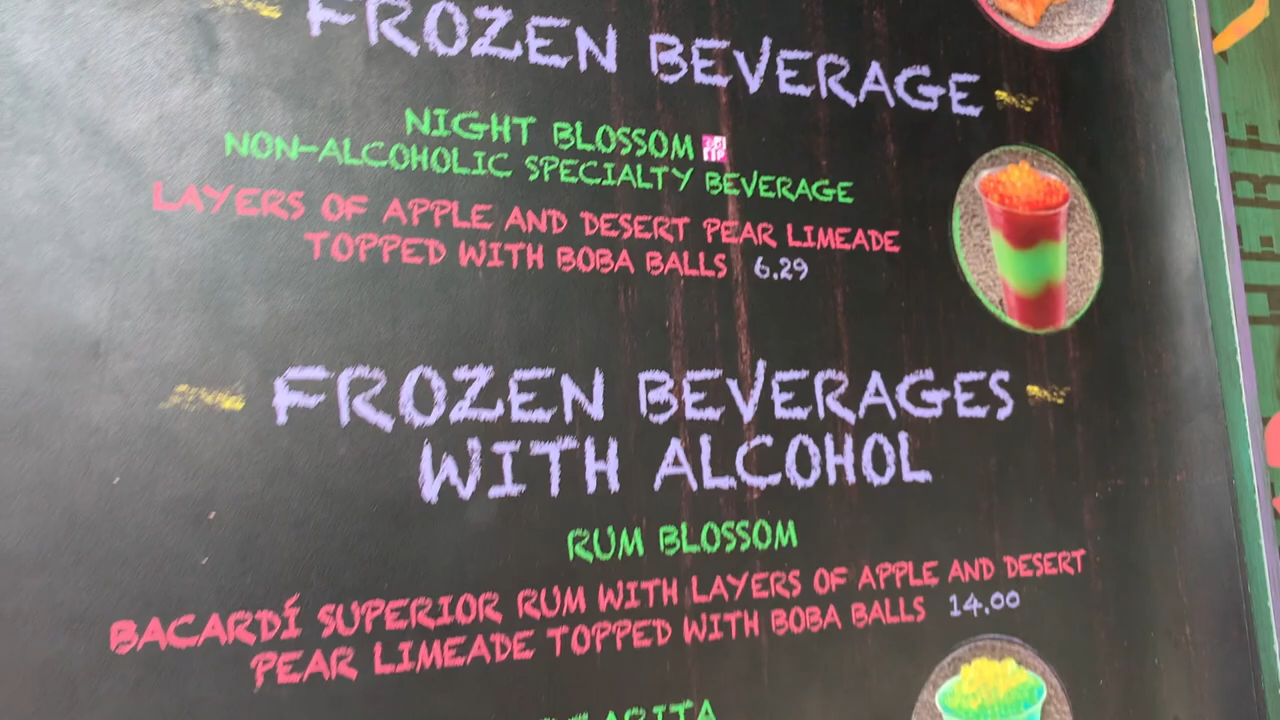 FROZEN BEVERAGE
NIGHT BLOSSOM
NON-ALCOHOLIC SPECIALTY BEVERAGE
LAYERS OF APPLE AND DESERT PEAR LIMEADE
TOPPED WITH BOBA BALLS 6.29
FROZEN BEVERAGES
WITH ALCOHOL
RUM BLOSSOM
BACARDÍ SUPERIOR RUM WITH LAYERS OF APPLE AND DESERT
PEAR LIMEADE TOPPED WITH BOBA BALLS 14.00